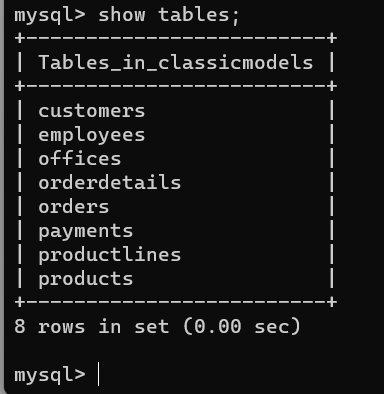 mysql> show tables;
+-------------------------+
| Tables_in_classicmodels |
+-------------------------+
| customers               |
| employees               |
| offices                 |
| orderdetails            |
| orders                  |
| payments                |
| productlines            |
| products                |
+-------------------------+
8 rows in set (0.00 sec)
mysql>